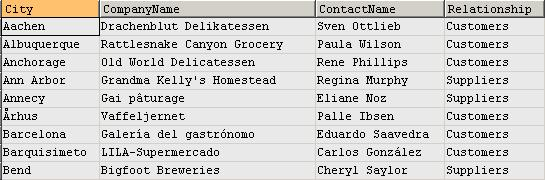 City CompanyName ContactName Relationship
Aachen Drachenblut Delikatessen Sven Ottlieb Customers
Albuquerque Rattlesnake Canyon Grocery Paula Wilson Customers
Anchorage Old World Delicatessen Rene Phillips Customers
Ann Arbor Grandma Kelly's Homestead Regina Murphy Suppliers
Annecy Gai pâturage Eliane Noz Suppliers
Århus Vaffeljernet Palle Ibsen Customers
Barcelona Galería del gastrónomo Eduardo Saavedra Customers
Barquisimeto LILA-Supermercado Carlos González Customers
Bend Bigfoot Breweries Cheryl Saylor Suppliers